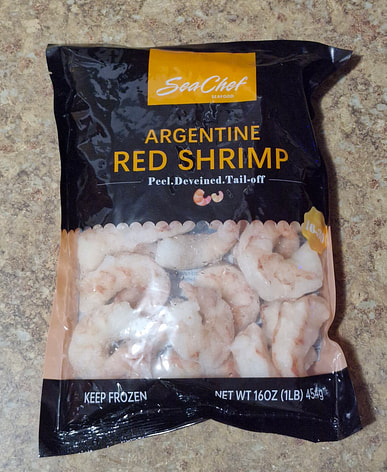 SeaChef
SEAFOOD
ARGENTINE
RED SHRIMP
Peel.Deveined.Tail-off
KEEP FROZEN
NET WT 16OZ (1LB) 454g